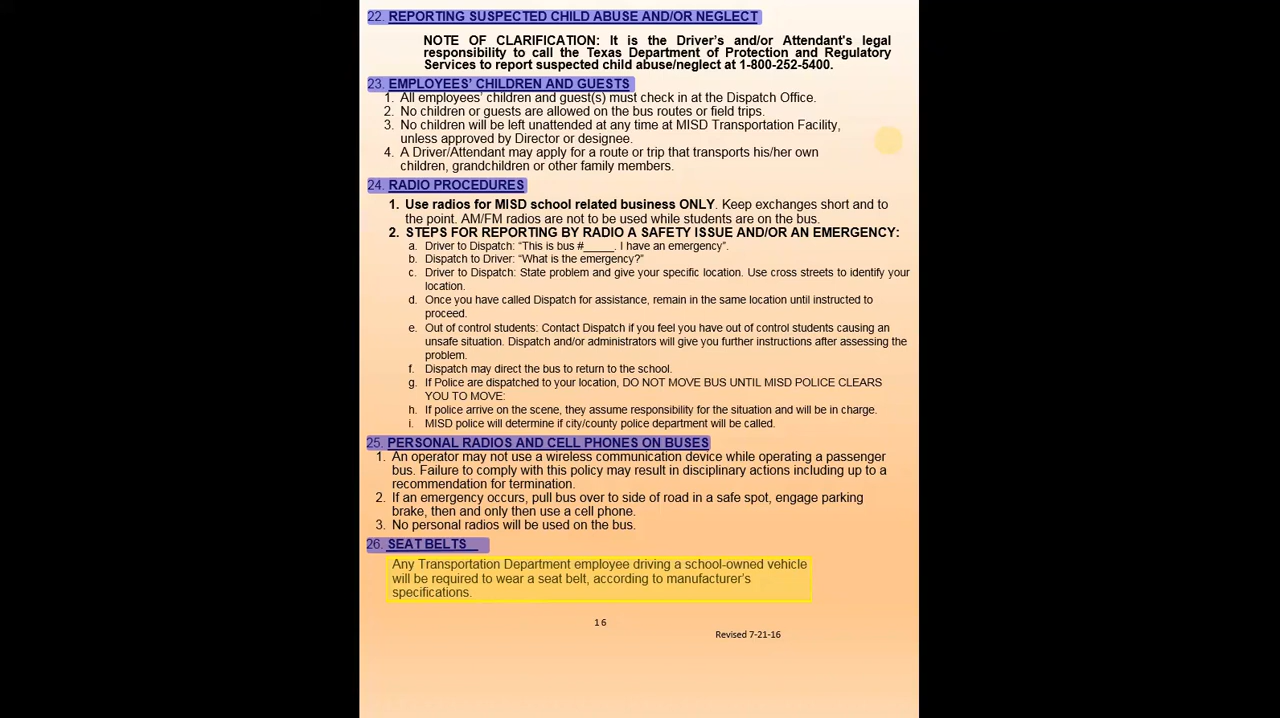 22. REPORTING SUSPECTED CHILD ABUSE AND/OR NEGLECT
NOTE OF CLARIFICATION: It is the Driver's and/or Attendant's legal
responsibility to call the Texas Department of Protection and Regulatory
Services to report suspected child abuse/neglect at 1-800-252-5400.
23. EMPLOYEES' CHILDREN AND GUESTS
1. All employees' children and guest(s) must check in at the Dispatch Office.
2. No children or guests are allowed on the bus routes or field trips.
3. No children will be left unattended at any time at MISD Transportation Facility,
unless approved by Director or designee.
4. A Driver/Attendant may apply for a route or trip that transports his/her own
children, grandchildren or other family members.
24. RADIO PROCEDURES
1. Use radios for MISD school related business ONLY. Keep exchanges short and to
the point. AM/FM radios are not to be used while students are on the bus.
2. STEPS FOR REPORTING BY RADIO A SAFETY ISSUE AND/OR AN EMERGENCY:
a. Driver to Dispatch: "This is bus #_____. I have an emergency".
b. Dispatch to Driver: "What is the emergency?"
c. Driver to Dispatch: State problem and give your specific location. Use cross streets to identify your
location.
d. Once you have called Dispatch for assistance, remain in the same location until instructed to
proceed.
e. Out of control students: Contact Dispatch if you feel you have out of control students causing an
unsafe situation. Dispatch and/or administrators will give you further instructions after assessing the
problem.
f. Dispatch may direct the bus to return to the school.
g. If Police are dispatched to your location, DO NOT MOVE BUS UNTIL MISD POLICE CLEARS
YOU TO MOVE:
h. If police arrive on the scene, they assume responsibility for the situation and will be in charge.
i. MISD police will determine if city/county police department will be called.
25. PERSONAL RADIOS AND CELL PHONES ON BUSES
1. An operator may not use a wireless communication device while operating a passenger
bus. Failure to comply with this policy may result in disciplinary actions including up to a
recommendation for termination.
2. If an emergency occurs, pull bus over to side of road in a safe spot, engage parking
brake, then and only then use a cell phone.
3. No personal radios will be used on the bus.
26. SEAT BELTS
Any Transportation Department employee driving a school-owned vehicle
will be required to wear a seat belt, according to manufacturer's
specifications.
16
Revised 7-21-16